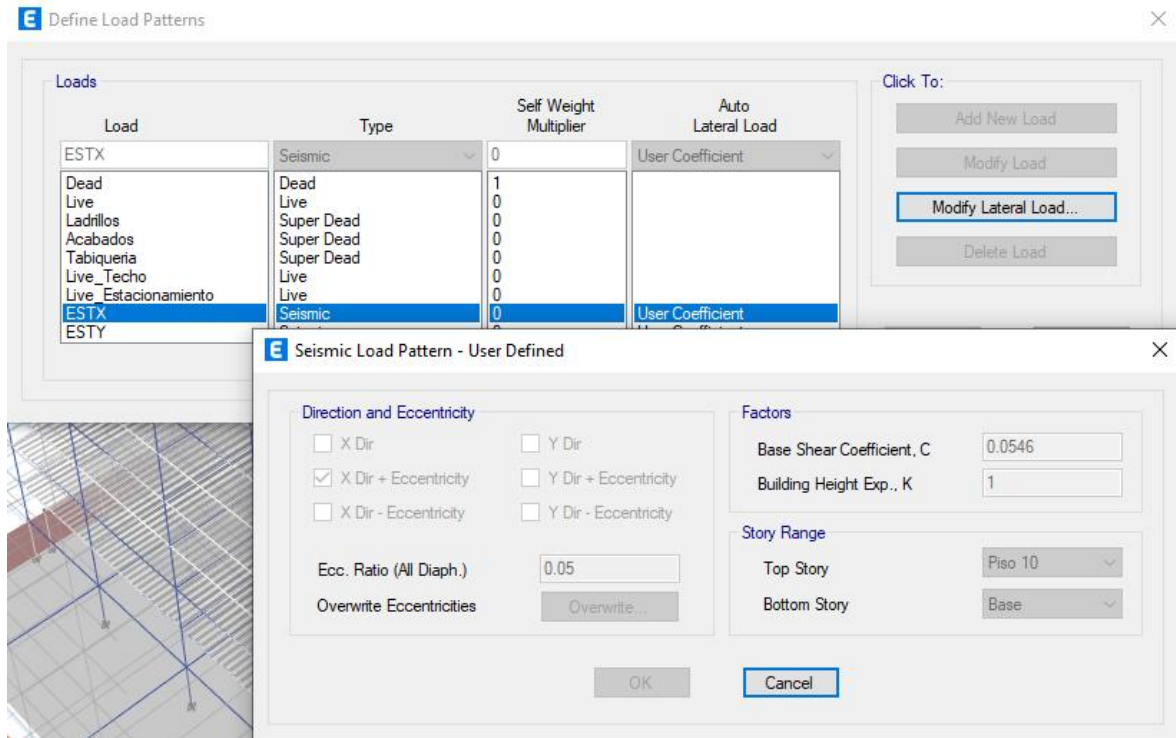 E Define Load Patterns
Loads
Click To:
Load Type Self Weight Multiplier Auto Lateral Load
ESTX Seismic 0 User Coefficient
Dead Dead 1
Live Live 0
Ladrillos Super Dead 0
Acabados Super Dead 0
Tabiqueria Super Dead 0
Live_Techo Live 0
Live_Estacionamiento Live 0
ESTX Seismic 0 User Coefficient
ESTY
Add New Load
Modify Load
Modify Lateral Load...
Delete Load
E Seismic Load Pattern - User Defined
Direction and Eccentricity
X Dir Y Dir
X Dir + Eccentricity Y Dir + Eccentricity
X Dir - Eccentricity Y Dir - Eccentricity
Ecc. Ratio (All Diaph.) 0.05
Overwrite Eccentricities Overwrite...
Factors
Base Shear Coefficient, C 0.0546
Building Height Exp., K 1
Story Range
Top Story Piso 10
Bottom Story Base
OK Cancel